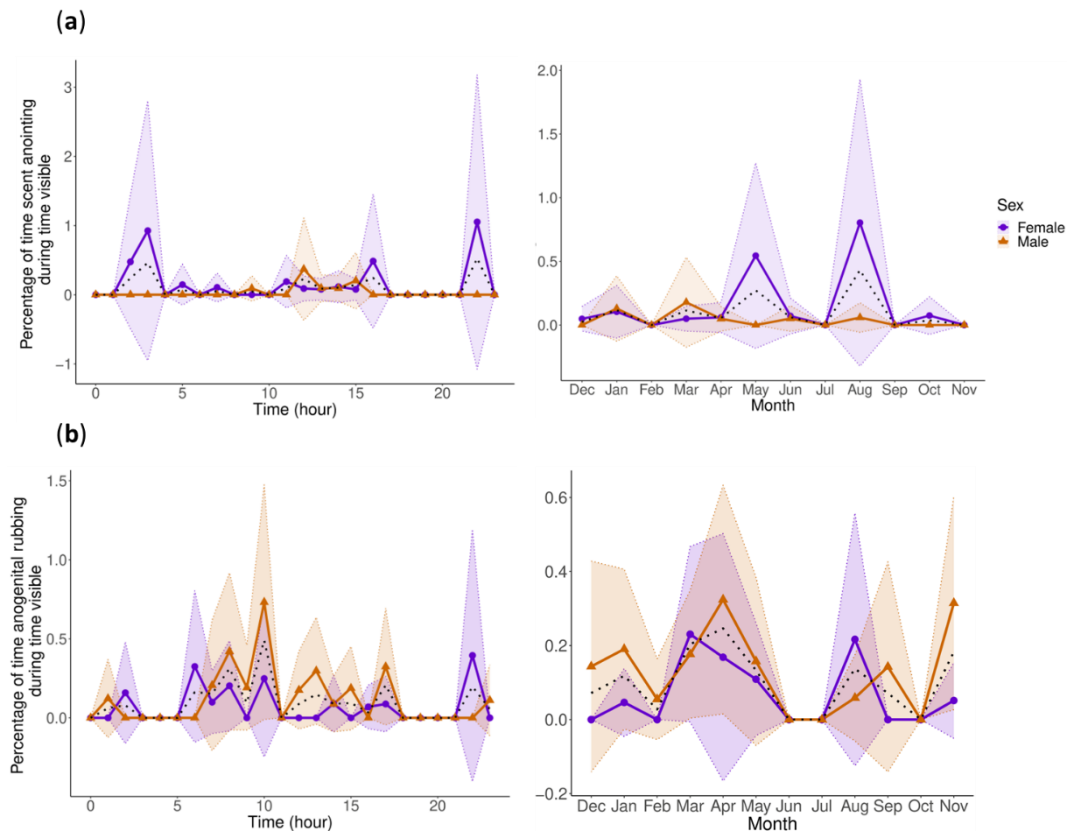 (a)
Percentage of time scent anointing
during time visible
3
2
1
0
−1
0
5
10
15
20
Time (hour)
2.0
1.5
1.0
0.5
0.0
Dec Jan Feb Mar Apr May Jun Jul Aug Sep Oct Nov
Month
Sex
Female
Male
(b)
Percentage of time anogenital rubbing
during time visible
1.5
1.0
0.5
0.0
0
5
10
15
20
Time (hour)
0.6
0.4
0.2
0.0
−0.2
Dec Jan Feb Mar Apr May Jun Jul Aug Sep Oct Nov
Month